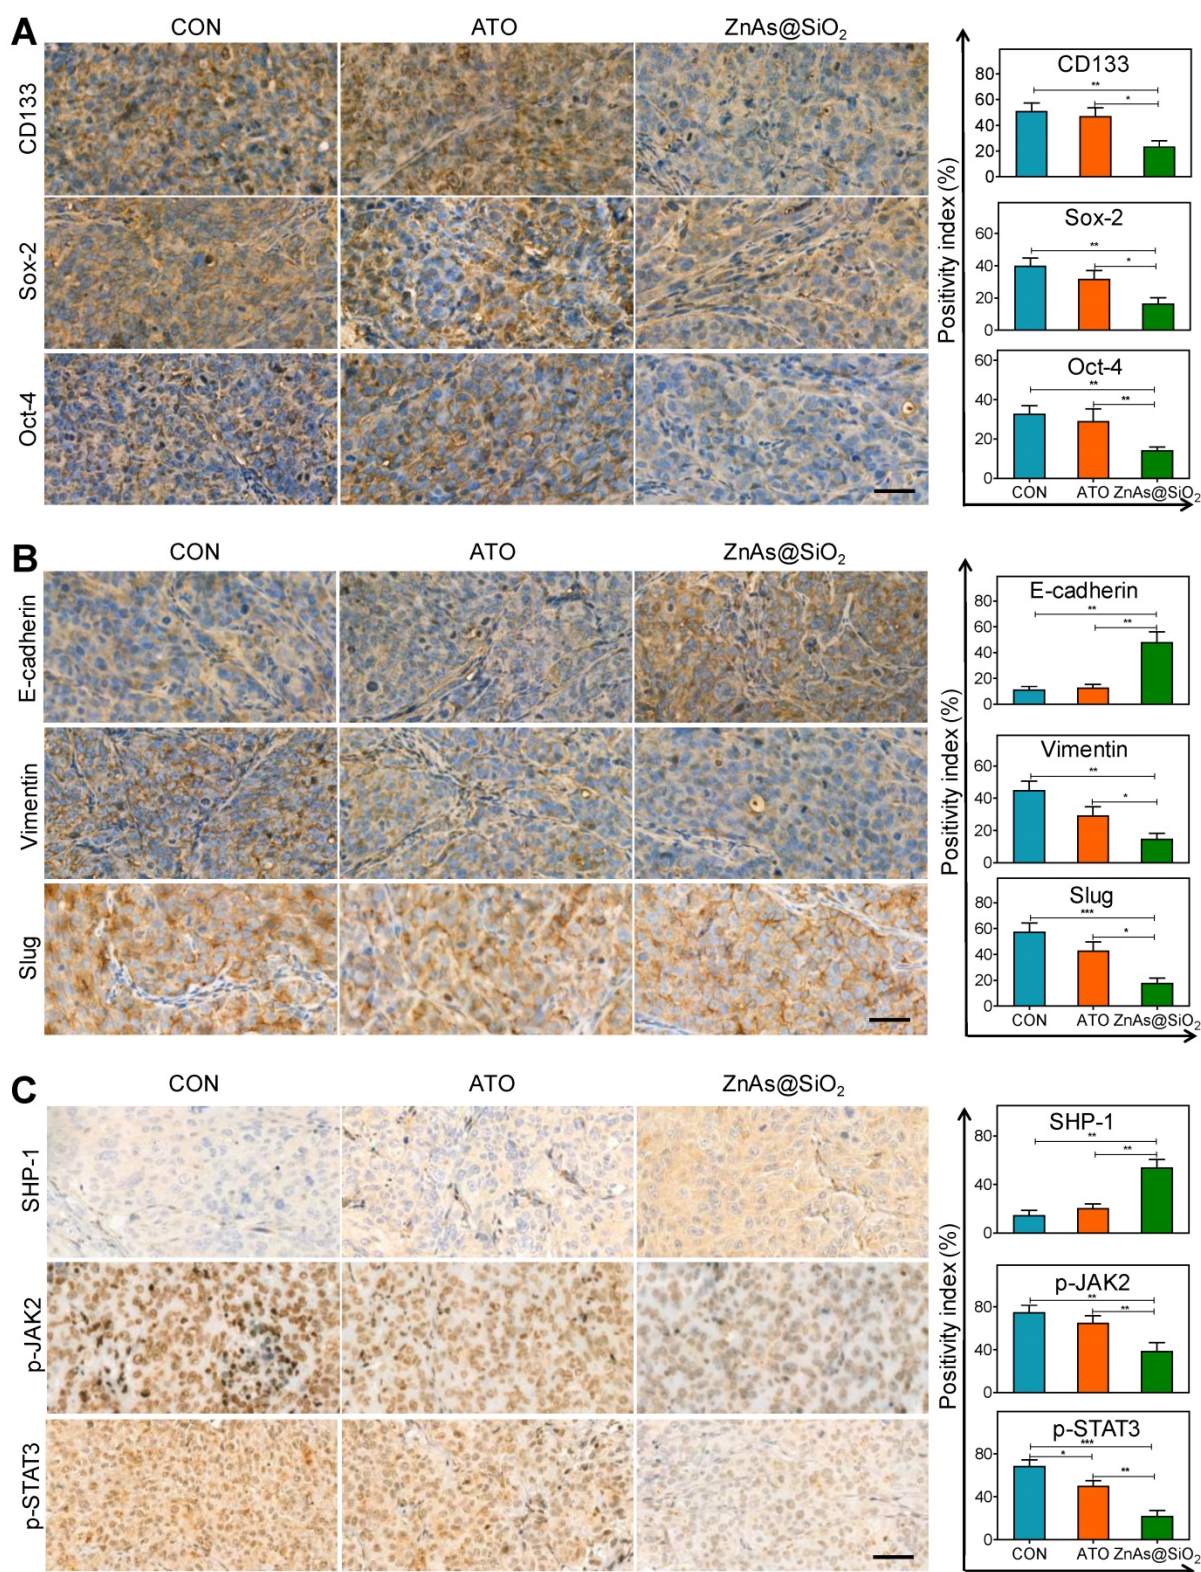 A
CON ATO ZnAs@SiO₂
CD133
Sox-2
Oct-4
Positivity index (%)
CD133
80
60
40
20
0
**
*
Sox-2
60
40
20
0
**
*
Oct-4
60
40
20
0
**
**
CON ATO ZnAs@SiO₂
B
CON ATO ZnAs@SiO₂
E-cadherin
Vimentin
Slug
Positivity index (%)
E-cadherin
80
60
40
20
0
**
**
Vimentin
60
40
20
0
**
*
Slug
80
60
40
20
0
***
*
CON ATO ZnAs@SiO₂
C
CON ATO ZnAs@SiO₂
SHP-1
p-JAK2
p-STAT3
Positivity index (%)
SHP-1
80
40
0
**
**
p-JAK2
80
40
0
**
**
p-STAT3
80
40
0
***
*
**
CON ATO ZnAs@SiO₂